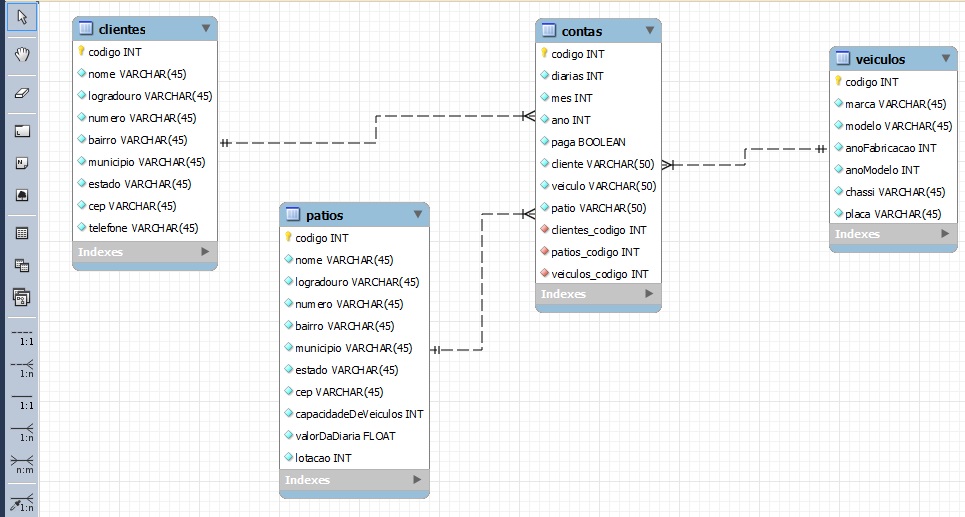 clientes
codigo INT
nome VARCHAR(45)
logradouro VARCHAR(45)
numero VARCHAR(45)
bairro VARCHAR(45)
municipio VARCHAR(45)
estado VARCHAR(45)
cep VARCHAR(45)
telefone VARCHAR(45)
Indexes
patios
codigo INT
nome VARCHAR(45)
logradouro VARCHAR(45)
numero VARCHAR(45)
bairro VARCHAR(45)
municipio VARCHAR(45)
estado VARCHAR(45)
cep VARCHAR(45)
capacidadeDeVeiculos INT
valorDaDiaria FLOAT
lotacao INT
Indexes
contas
codigo INT
diarias INT
mes INT
ano INT
paga BOOLEAN
cliente VARCHAR(50)
veiculo VARCHAR(50)
patio VARCHAR(50)
clientes_codigo INT
patios_codigo INT
veiculos_codigo INT
Indexes
veiculos
codigo INT
marca VARCHAR(45)
modelo VARCHAR(45)
anoFabricacao INT
anoModelo INT
chassi VARCHAR(45)
placa VARCHAR(45)
Indexes
1:1
1:n
1:1
1:n
n:m
1:n